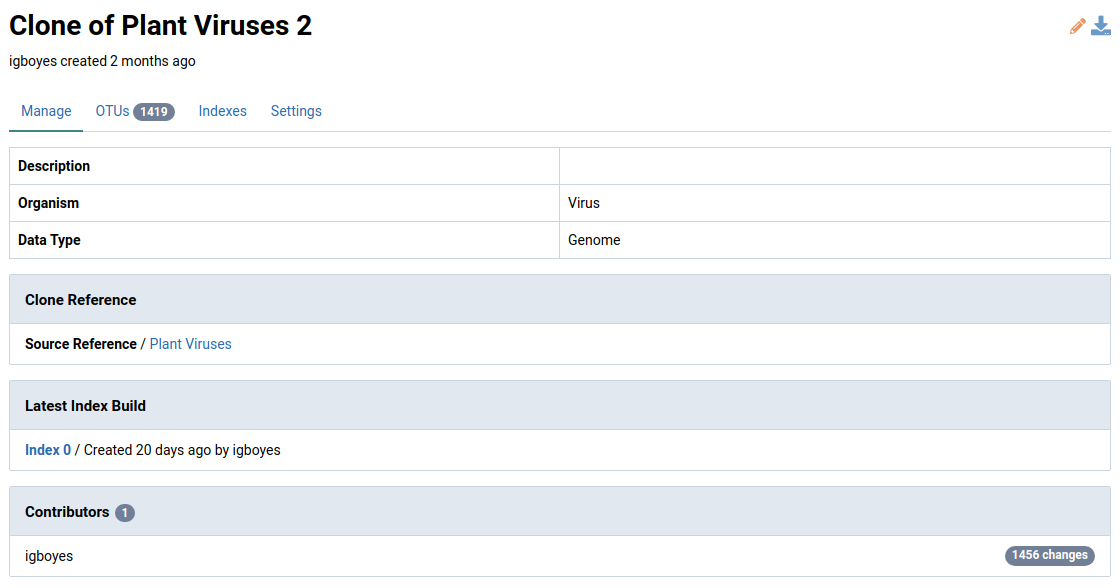 Clone of Plant Viruses 2
igboyes created 2 months ago
Manage OTUs 1419 Indexes Settings
Description
Organism Virus
Data Type Genome
Clone Reference
Source Reference / Plant Viruses
Latest Index Build
Index 0 / Created 20 days ago by igboyes
Contributors 1
igboyes 1456 changes